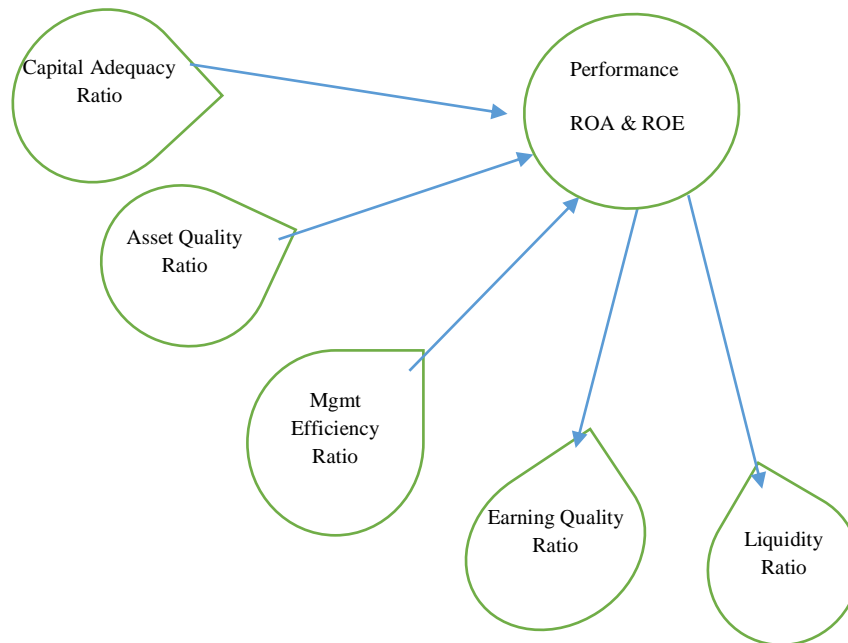 Capital Adequacy
Ratio
Performance
ROA & ROE
Asset Quality
Ratio
Mgmt
Efficiency
Ratio
Earning Quality
Ratio
Liquidity
Ratio